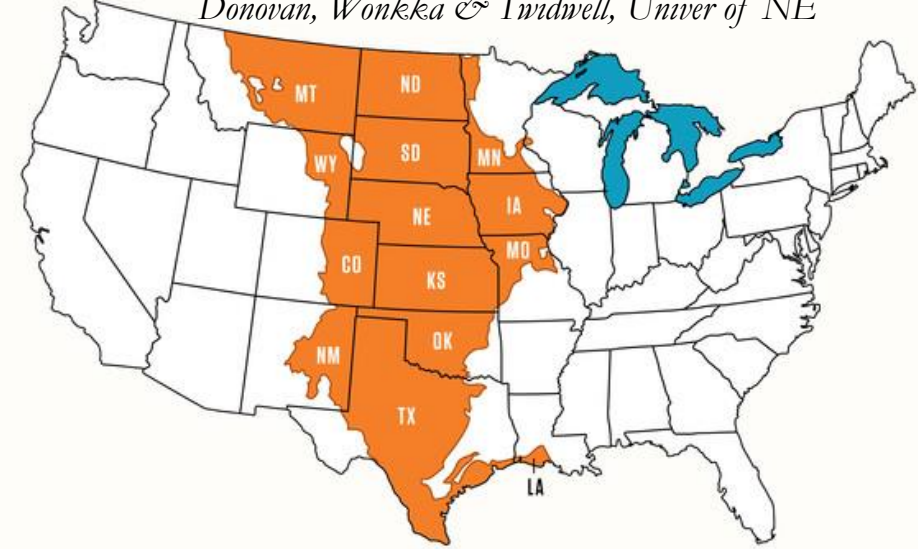 Donovan, Wonkka & Twidwell, Univer of NE
MT
ND
WY
SD
MN
NE
IA
CO
KS
MO
NM
OK
TX
LA